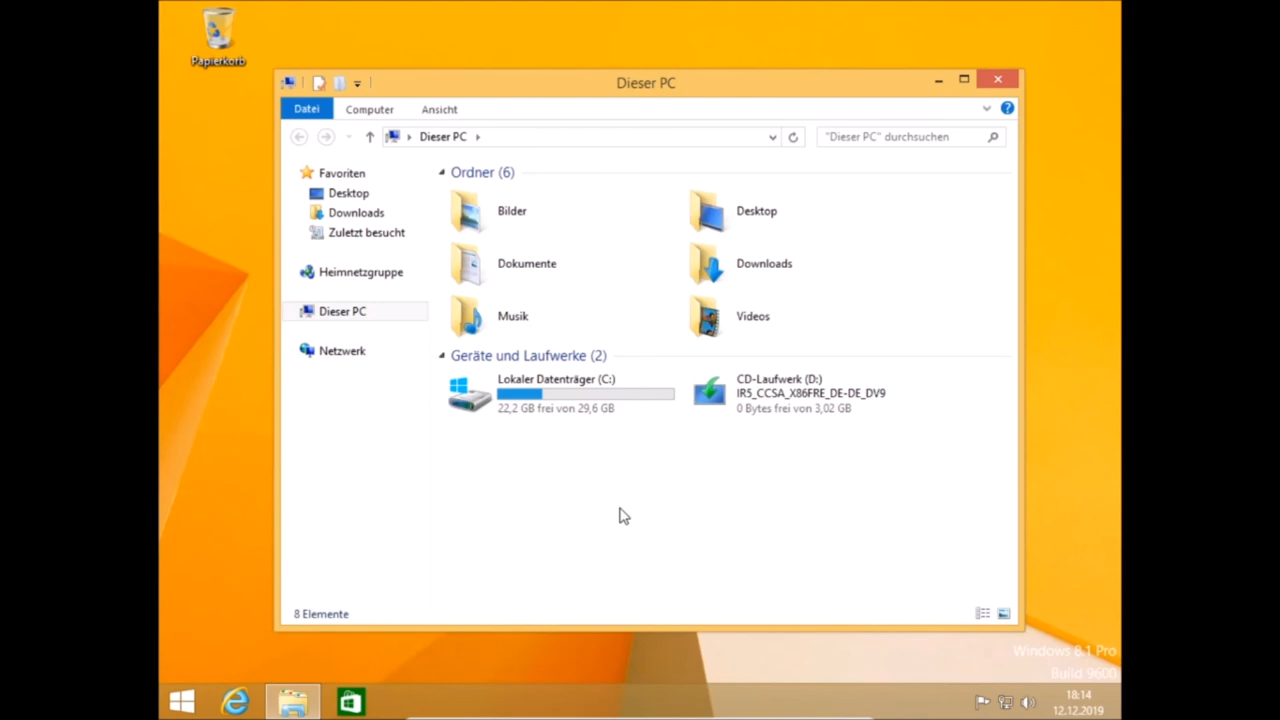 Papierkorb
Dieser PC
Datei Computer Ansicht
Dieser PC "Dieser PC" durchsuchen
Favoriten
Desktop
Downloads
Zuletzt besucht
Heimnetzgruppe
Dieser PC
Netzwerk
Ordner (6)
Bilder
Desktop
Dokumente
Downloads
Musik
Videos
Geräte und Laufwerke (2)
Lokaler Datenträger (C:)
22,2 GB frei von 29,6 GB
CD-Laufwerk (D:)
IR5_CCSA_X86FRE_DE-DE_DV9
0 Bytes frei von 3,02 GB
8 Elemente
Windows 8.1 Pro
Build 9600
18:14
12.12.2019